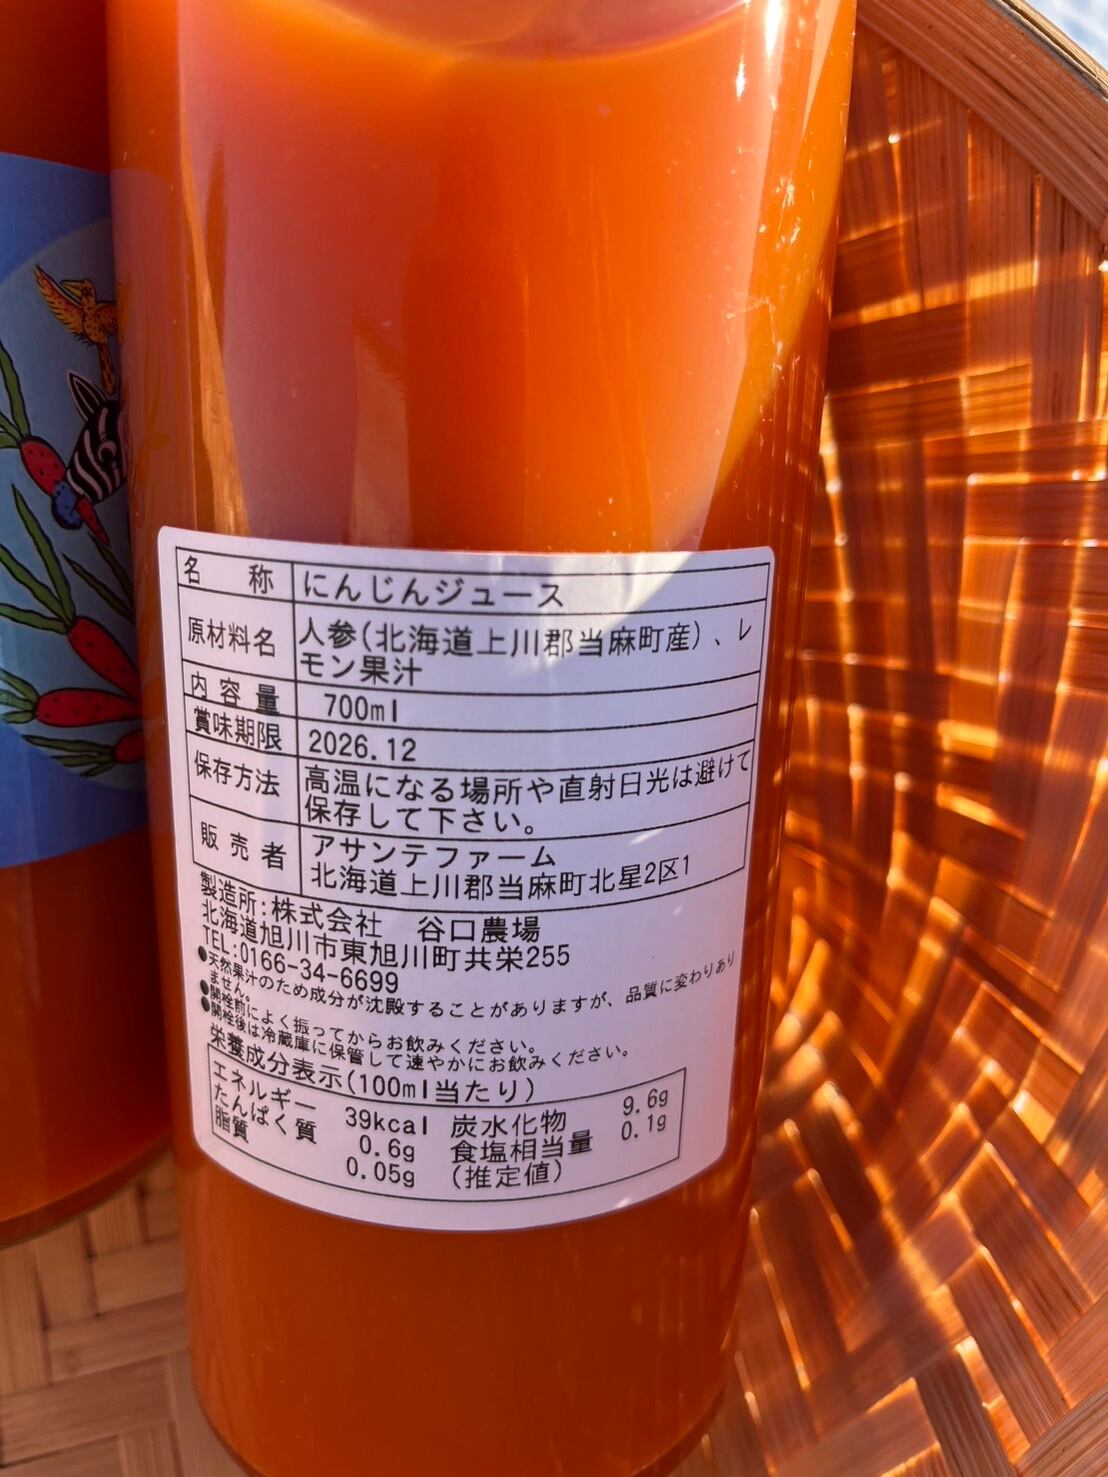 名 称 にんじんジュース
原材料名 人参(北海道上川郡当麻町産)、レ
モン果汁
内容量 700ml
賞味期限 2026.12
保存方法 高温になる場所や直射日光は避けて
保存して下さい。
販売者 アサンテファーム
北海道上川郡当麻町北星2区1
製造所:株式会社 谷口農場
北海道旭川市東旭川町共栄255
TEL:0166-34-6699
●天然果汁のため成分が沈殿することがありますが、品質に変わりあり
ません。
●開栓前によく振ってからお飲みください。
●開栓後は冷蔵庫に保管して速やかにお飲みください。
栄養成分表示(100ml当たり)
エネルギー 39kcal 炭水化物 9.6g
たんぱく質 0.6g 食塩相当量 0.1g
脂質 0.05g (推定値)